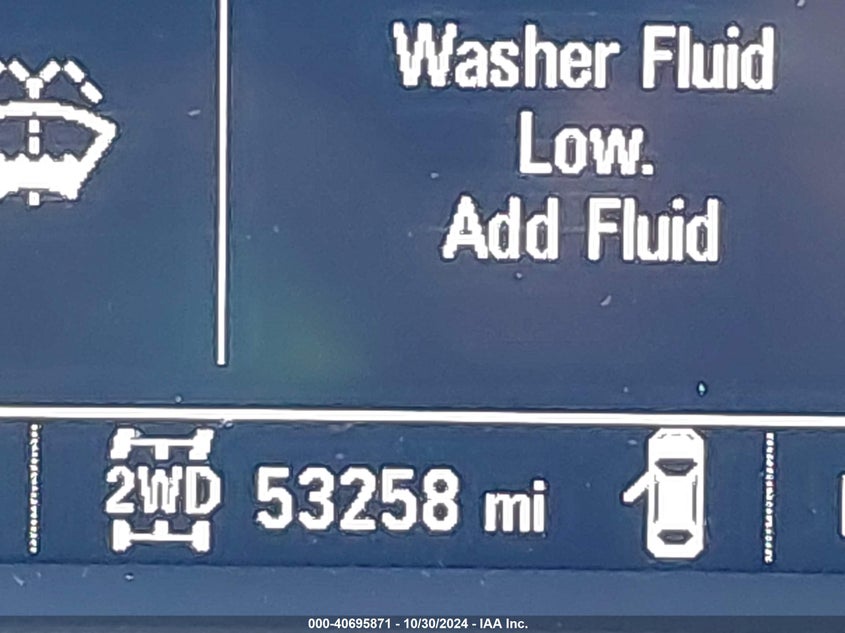 Washer Fluid
Low.
Add Fluid
2WD 53258 mi
000-40695871 - 10/30/2024 - IAA Inc.